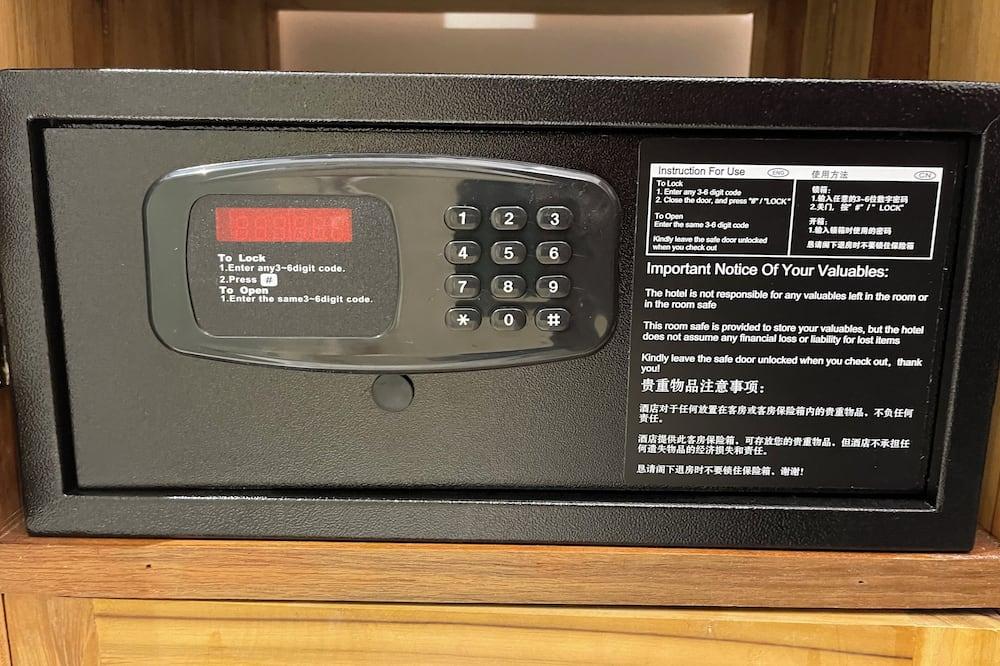 To Lock
1.Enter any3~6digit code.
2.Press #
To Open
1.Enter the same3~6digit code.
1 2 3
4 5 6
7 8 9
* 0 #
Instruction For Use ENG
To Lock
1. Enter any 3-6 digit code
2. Close the door, and press "#" / "LOCK"
To Open
Enter the same 3-6 digit code
Kindly leave the safe door unlocked
when you check out
使用方法 CN
锁箱:
1.输入任意的3-6位数字密码
2.关门, 按" #" / " LOCK"
开箱:
1.输入锁箱时使用的密码
恳请阁下退房时不要锁住保险箱
Important Notice Of Your Valuables:
The hotel is not responsible for any valuables left in the room or
in the room safe
This room safe is provided to store your valuables, but the hotel
does not assume any financial loss or liability for lost items
Kindly leave the safe door unlocked when you check out, thank
you!
贵重物品注意事项:
酒店对于任何放置在客房或客房保险箱内的贵重物品, 不负任何
责任。
酒店提供此客房保险箱, 可存放您的贵重物品, 但酒店不承担任
何遗失物品的经济损失和责任。
恳请阁下退房时不要锁住保险箱, 谢谢!